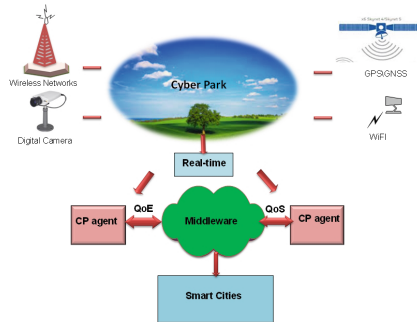 Cyber Park
Wireless Networks
GPS\GNSS
Digital Camera
WiFI
Real-time
QoE
QoS
CP agent
Middleware
CP agent
Smart Cities